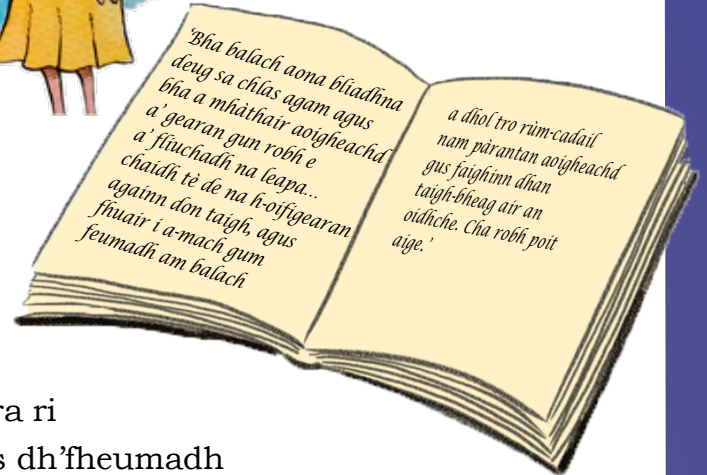 ‘Bha balach aona bliadhna
deug sa chlas agam agus
bha a mhàthair aoigheachd
a’ gearan gun robh e
a’ fliuchadh na leapa...
chaidh tè de na h-oifigearan
againn don taigh, agus
fhuair i a-mach gum
feumadh am balach
a dhol tro rùm-cadail
nam pàrantan aoigheachd
gus faighinn dhan
taigh-bheag air an
oidhche. Cha robh poit
aige.’
ri
dh’fheumadh